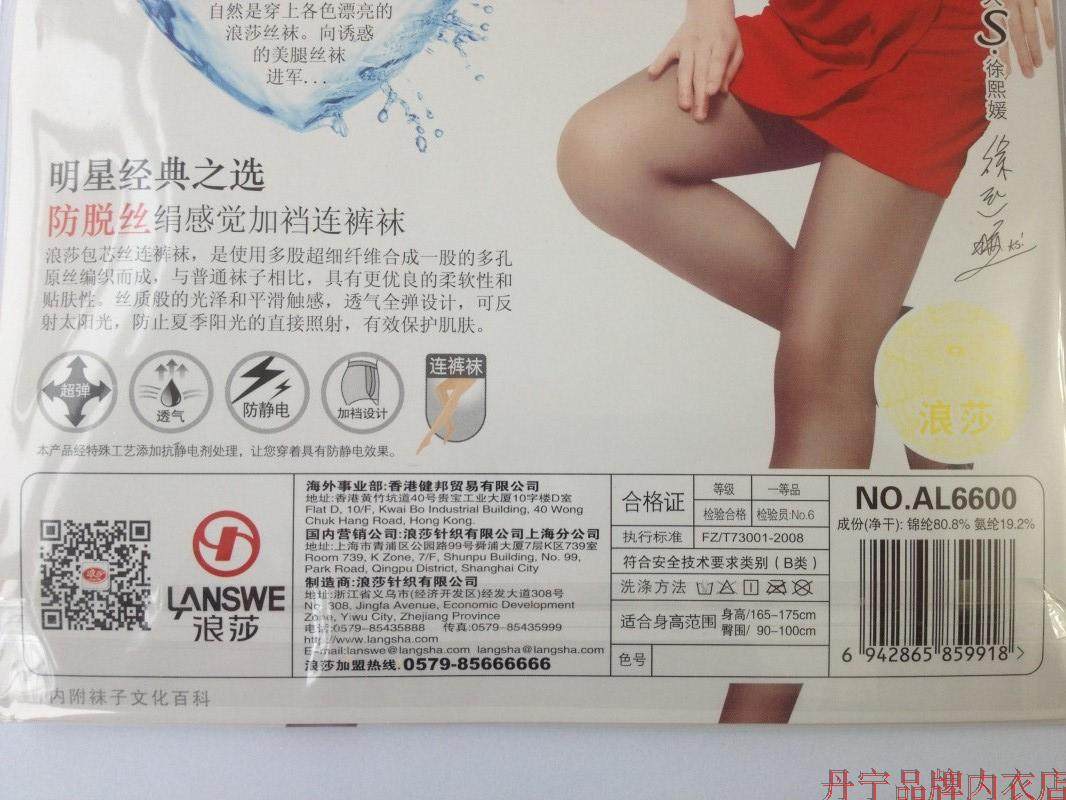 自然是穿上各色漂亮的
浪莎丝袜。向诱惑
的美腿丝袜
进军...
S·徐熙媛
明星经典之选
防脱丝绢感觉加裆连裤袜
浪莎包芯丝连裤袜，是使用多股超细纤维合成一股的多孔
原丝编织而成，与普通袜子相比，具有更优良的柔软性和
贴肤性。丝质般的光泽和平滑触感，透气全弹设计，可反
射太阳光，防止夏季阳光的直接照射，有效保护肌肤。
超弹
透气
防静电
加裆设计
连裤袜
浪莎
本产品经特殊工艺添加抗静电剂处理，让您穿着具有防静电效果。
LANSWE
浪莎
海外事业部:香港健邦贸易有限公司
地址:香港黄竹坑道40号贵宝工业大厦10字楼D室
Flat D, 10/F, Kwai Bo Industrial Building, 40 Wong
Chuk Hang Road, Hong Kong.
国内营销公司:浪莎针织有限公司上海分公司
地址:上海市青浦区公园路99号舜浦大厦7层K区739室
Room 739, K Zone, 7/F, Shunpu Building, No. 99,
Park Road, Qingpu District, Shanghai City
制造商:浪莎针织有限公司
地址:浙江省义乌市(经济开发区)经发大道308号
No. 308, Jingfa Avenue, Economic Development
Zone, Yiwu City, Zhejiang Province
电话:0579-85435888 传真:0579-85435999
http://www.langsha.com
E-mail:lanswe@langsha.com langsha@langsha.com
浪莎加盟热线.0579-85666666
合格证
等级 一等品
检验合格 检验员:No.6
执行标准 FZ/T73001-2008
符合安全技术要求类别（B类）
洗涤方法
适合身高范围 身高/165-175cm
臀围/ 90-100cm
色号
NO.AL6600
成份(净干): 锦纶80.8% 氨纶19.2%
6 942865 859918 >
内附袜子文化百科
丹宁品牌内衣店